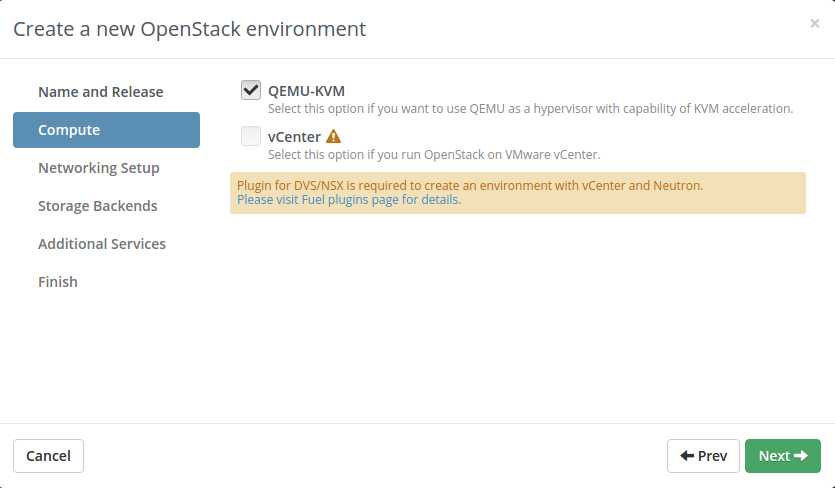 Create a new OpenStack environment
×
Name and Release
Compute
Networking Setup
Storage Backends
Additional Services
Finish
QEMU-KVM
Select this option if you want to use QEMU as a hypervisor with capability of KVM acceleration.
vCenter
Select this option if you run OpenStack on VMware vCenter.
Plugin for DVS/NSX is required to create an environment with vCenter and Neutron.
Please visit Fuel plugins page for details.
Cancel
Prev
Next